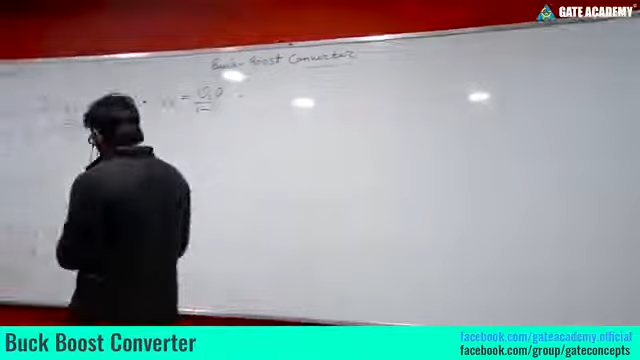 GATE ACADEMY
Buck-Boost Converter
Buck Boost Converter
facebook.com/gateacademy.official
facebook.com/group/gateconcepts